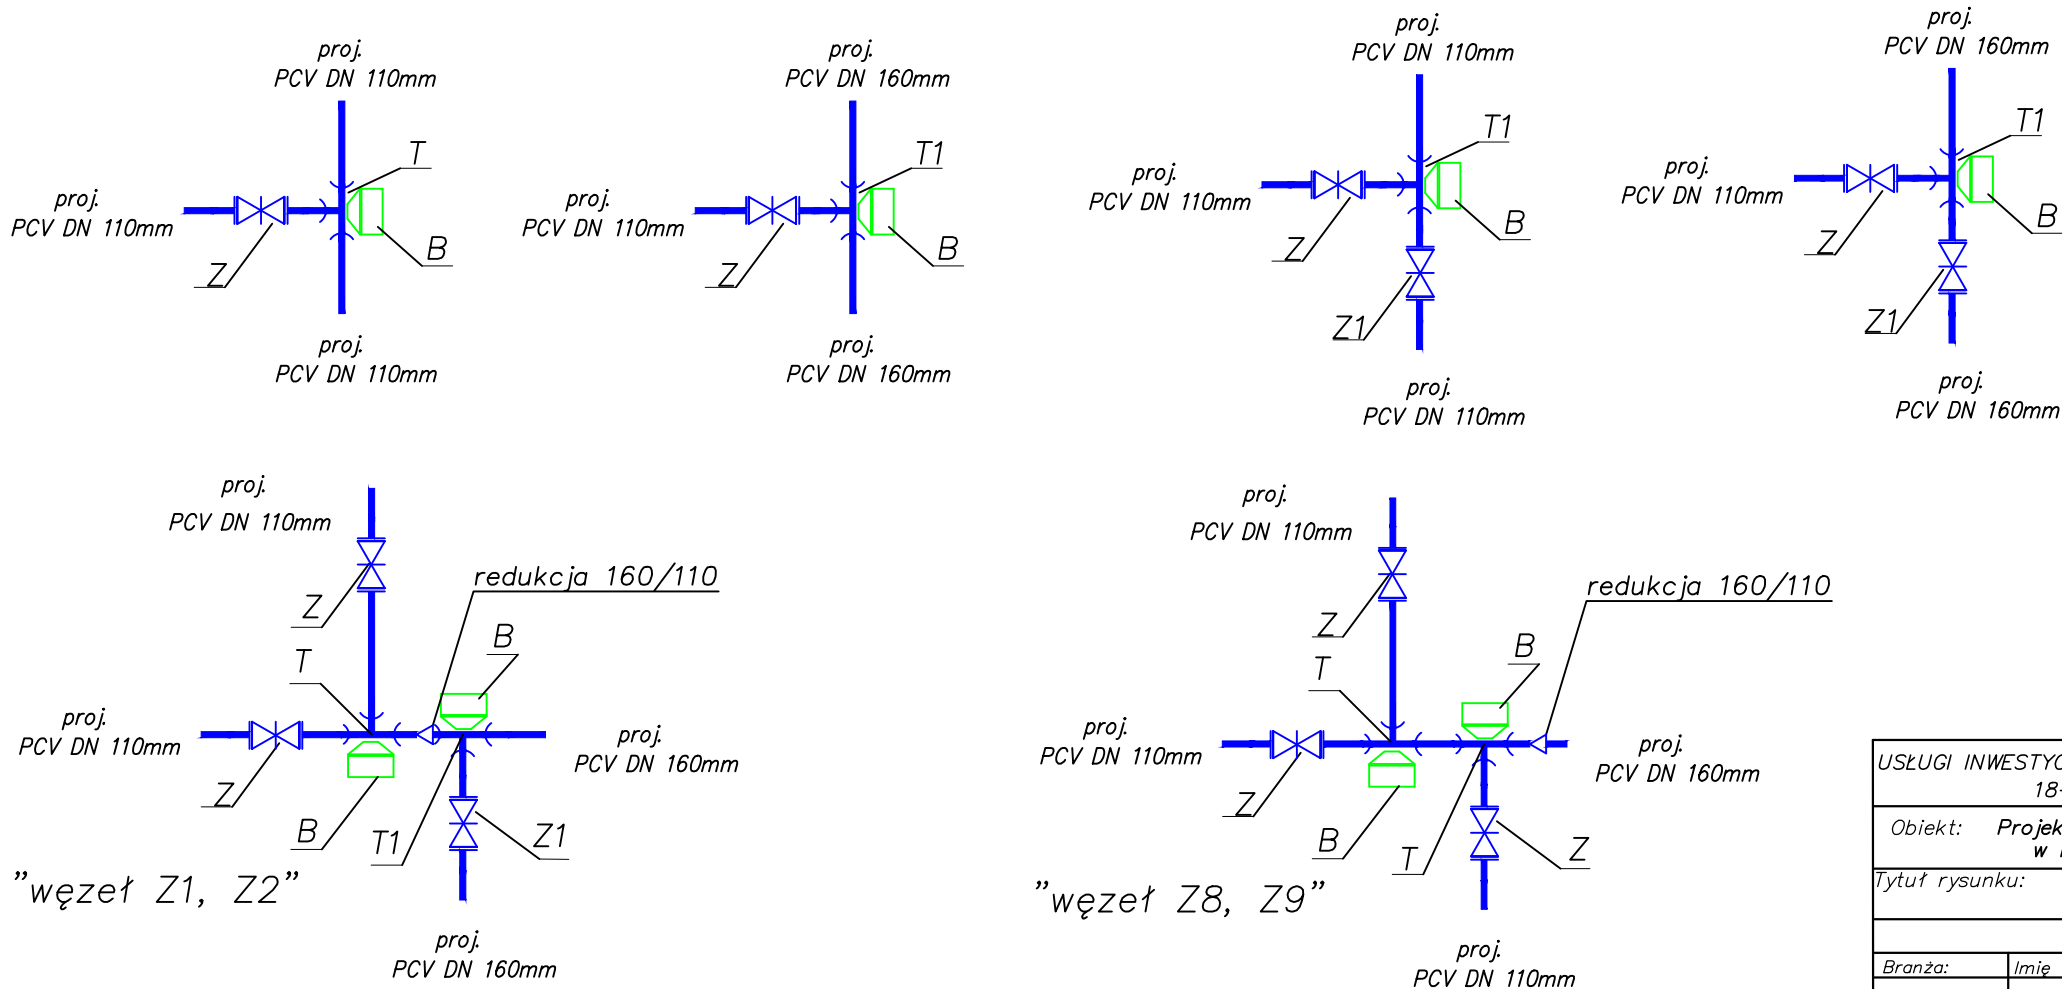 proj.
PCV DN 110mm
T
proj.
PCV DN 110mm
Z
B
proj.
PCV DN 110mm
proj.
PCV DN 160mm
T1
proj.
PCV DN 110mm
Z
B
proj.
PCV DN 160mm
proj.
PCV DN 110mm
T1
proj.
PCV DN 110mm
Z
B
Z1
proj.
PCV DN 110mm
proj.
PCV DN 160mm
T1
proj.
PCV DN 110mm
Z
B
Z1
proj.
PCV DN 160mm
proj.
PCV DN 110mm
redukcja 160/110
Z
B
T
proj.
PCV DN 110mm
proj.
PCV DN 160mm
Z
B
T1
Z1
"węzeł Z1, Z2"
proj.
PCV DN 160mm
proj.
PCV DN 110mm
redukcja 160/110
Z
B
T
proj.
PCV DN 110mm
proj.
PCV DN 160mm
Z
B
T
Z
"węzeł Z8, Z9"
proj.
PCV DN 110mm
USŁUGI INWESTYC
18-
Obiekt: Projek
w
Tytuł rysunku:
Branża: Imię